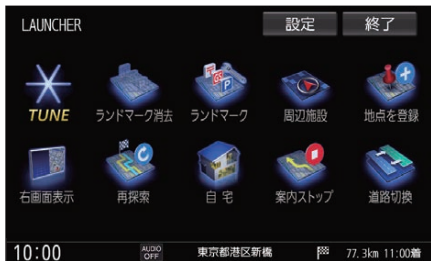 LAUNCHER 設定 終了
TUNE ランドマーク消去 ランドマーク 周辺施設 地点を登録
右画面表示 再探索 自宅 案内ストップ 道路切換
10:00 AUDIO OFF 東京都港区新橋 77.3km 11:00着